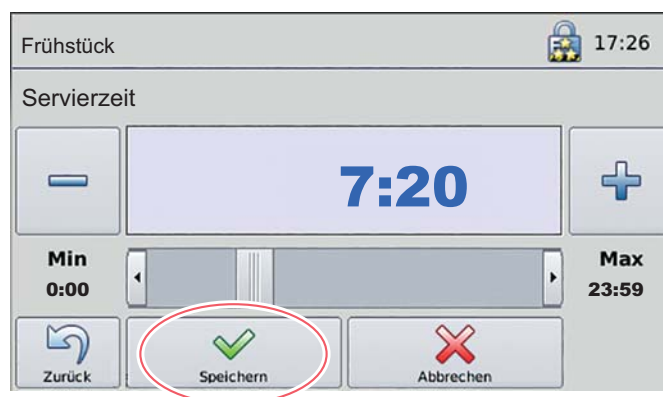 Frühstück 17:26
Servierzeit
7:20
Min Max
0:00 23:59
Zurück Speichern Abbrechen